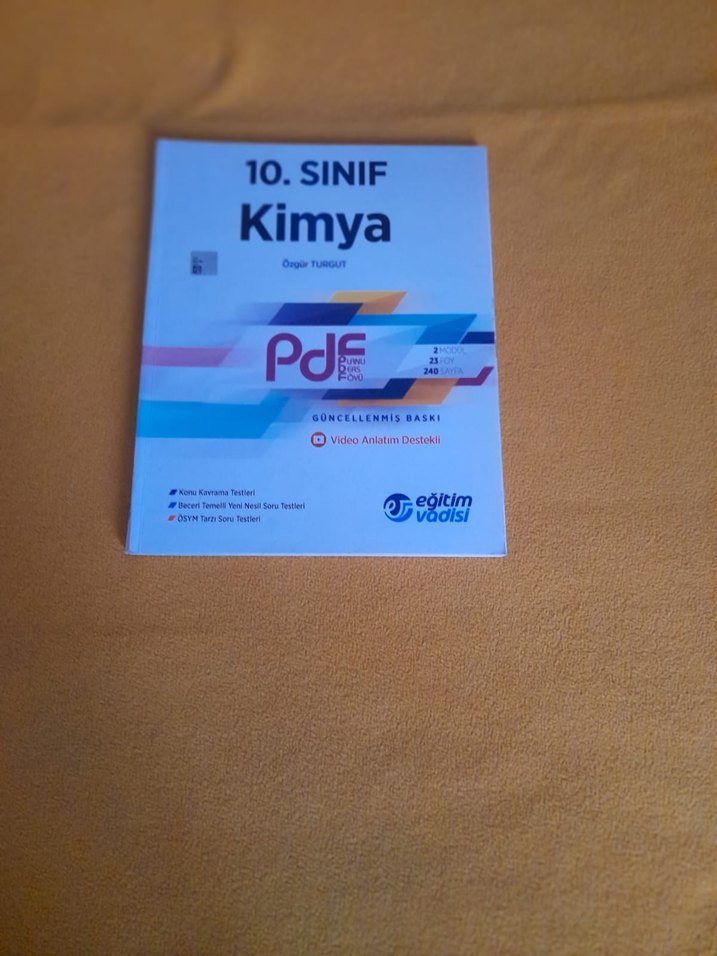 10. SINIF
Kimya
Özgür TURGUT
Pdf
PLANLI
DERS
FÖYÜ
2 MODÜL
23 FÖY
240 SAYFA
GÜNCELLENMİŞ BASKI
Video Anlatım Destekli
Konu Kavrama Testleri
Beceri Temelli Yeni Nesil Soru Testleri
ÖSYM Tarzı Soru Testleri
eğitim
vadisi